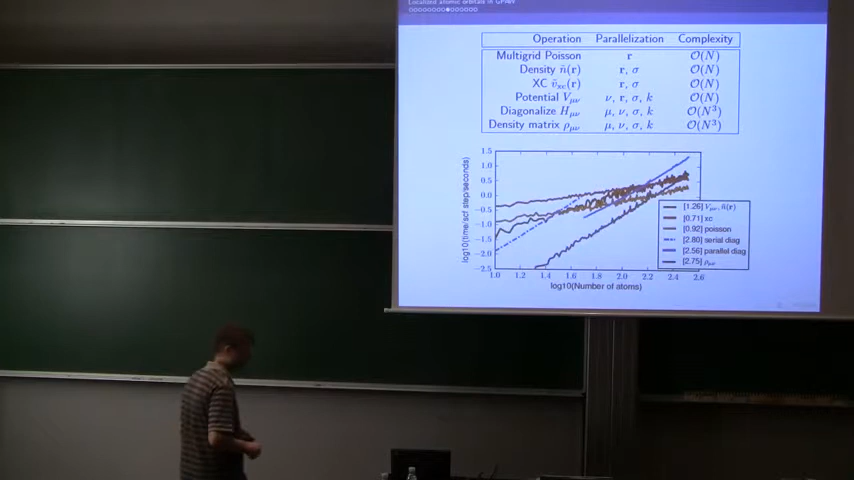 Localized atomic orbitals in GPAW
Operation Parallelization Complexity
Multigrid Poisson r O(N)
Density ñ(r) r, σ O(N)
XC ṽxc(r) r, σ O(N)
Potential Vμν ν, r, σ, k O(N)
Diagonalize Hμν μ, ν, σ, k O(N³)
Density matrix ρμν μ, ν, σ, k O(N³)
log10(time/scf step/seconds)
1.5
1.0
0.5
0.0
−0.5
−1.0
−1.5
−2.0
−2.5
1.0 1.2 1.4 1.6 1.8 2.0 2.2 2.4 2.6
log10(Number of atoms)
[1.26] Vμν, ñ(r)
[0.71] xc
[0.92] poisson
[2.80] serial diag
[2.56] parallel diag
[2.75] ρμν